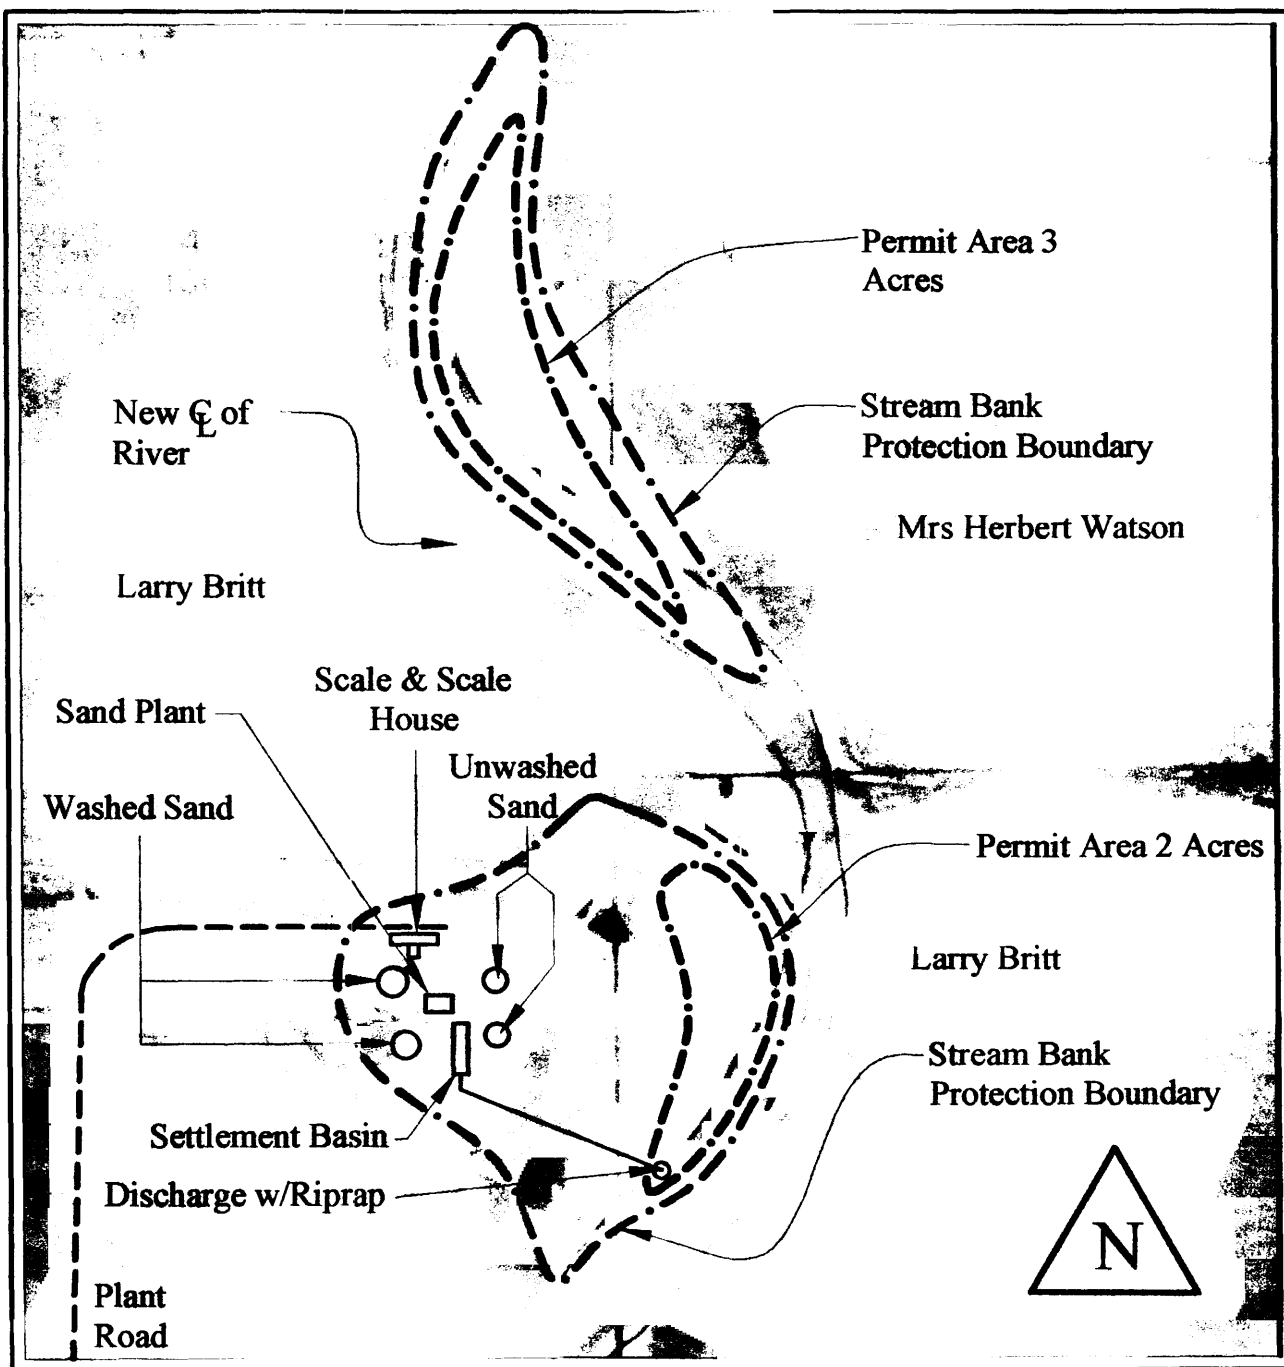 Permit Area 3
Acres
New ℄ of
River
Stream Bank
Protection Boundary
Mrs Herbert Watson
Larry Britt
Scale & Scale
House
Sand Plant
Unwashed
Sand
Washed Sand
Permit Area 2 Acres
Larry Britt
Stream Bank
Protection Boundary
Settlement Basin
Discharge w/Riprap
N
Plant
Road